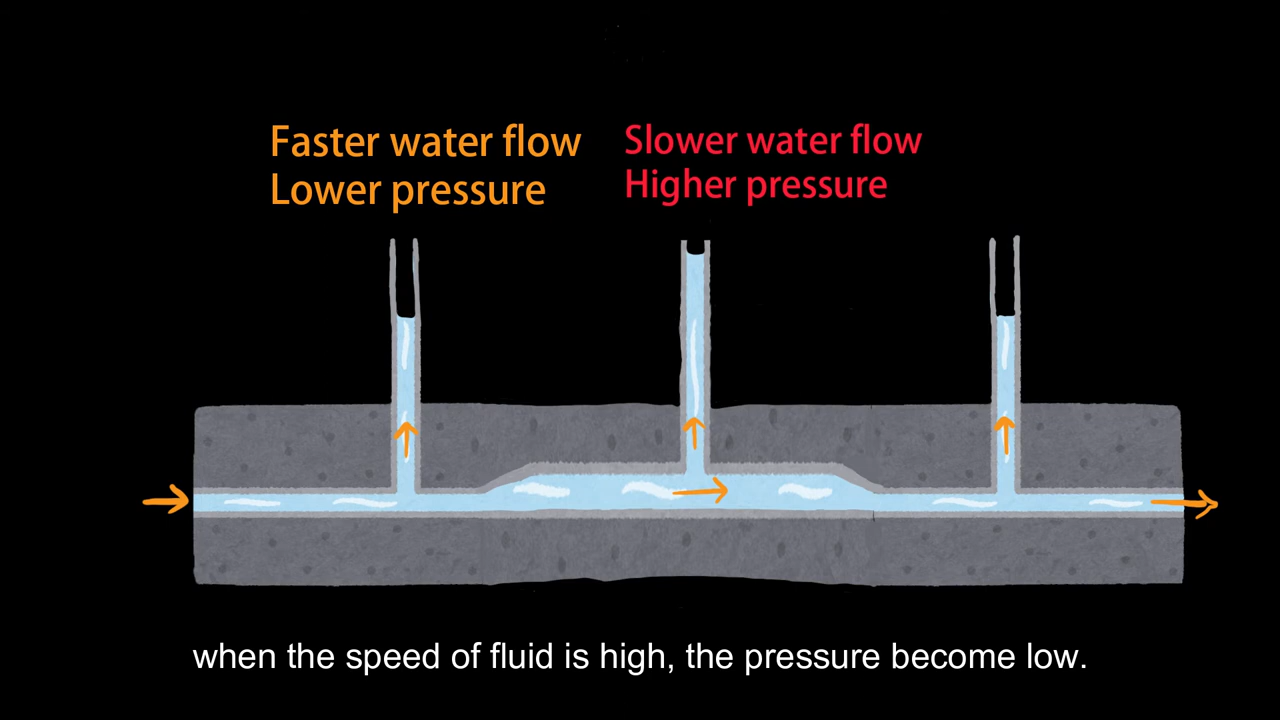 Faster water flow
Lower pressure
Slower water flow
Higher pressure
when the speed of fluid is high, the pressure become low.